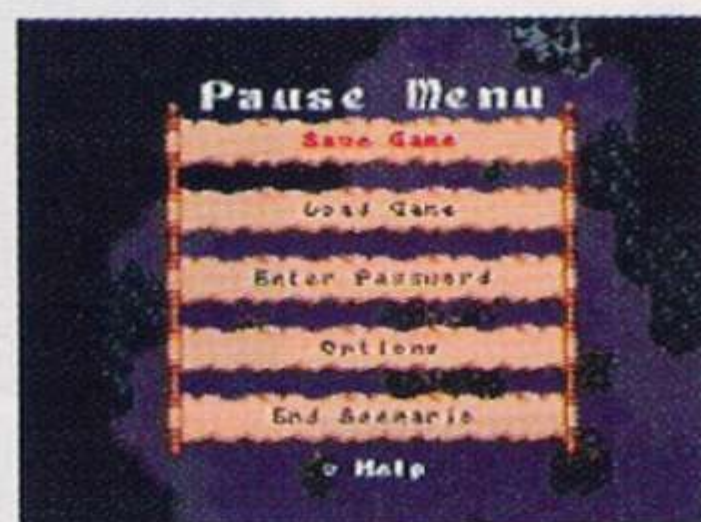 Pause Menu
Save Game
Load Game
Enter Password
Options
End Scenario
Help